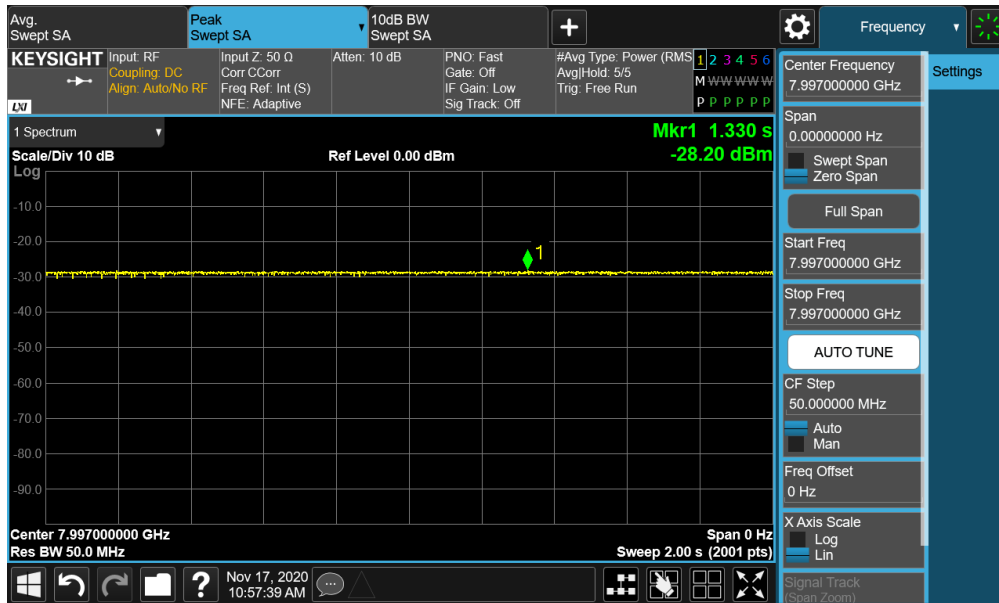 Avg.
Swept SA
Peak
Swept SA
10dB BW
Swept SA
Frequency
KEYSIGHT
LXI
Input: RF
Coupling: DC
Align: Auto/No RF
Input Z: 50 Ω
Corr CCorr
Freq Ref: Int (S)
NFE: Adaptive
Atten: 10 dB
PNO: Fast
Gate: Off
IF Gain: Low
Sig Track: Off
#Avg Type: Power (RMS
Avg|Hold: 5/5
Trig: Free Run
1 2 3 4 5 6
M W W W W W
P P P P P P
1 Spectrum
Scale/Div 10 dB
Log
Ref Level 0.00 dBm
Mkr1 1.330 s
-28.20 dBm
1
-10.0
-20.0
-30.0
-40.0
-50.0
-60.0
-70.0
-80.0
-90.0
Center 7.997000000 GHz
Res BW 50.0 MHz
Span 0 Hz
Sweep 2.00 s (2001 pts)
Center Frequency
7.997000000 GHz
Span
0.00000000 Hz
Swept Span
Zero Span
Full Span
Start Freq
7.997000000 GHz
Stop Freq
7.997000000 GHz
AUTO TUNE
CF Step
50.000000 MHz
Auto
Man
Freq Offset
0 Hz
X Axis Scale
Log
Lin
Signal Track
(Span Zoom)
Settings
?
Nov 17, 2020
10:57:39 AM